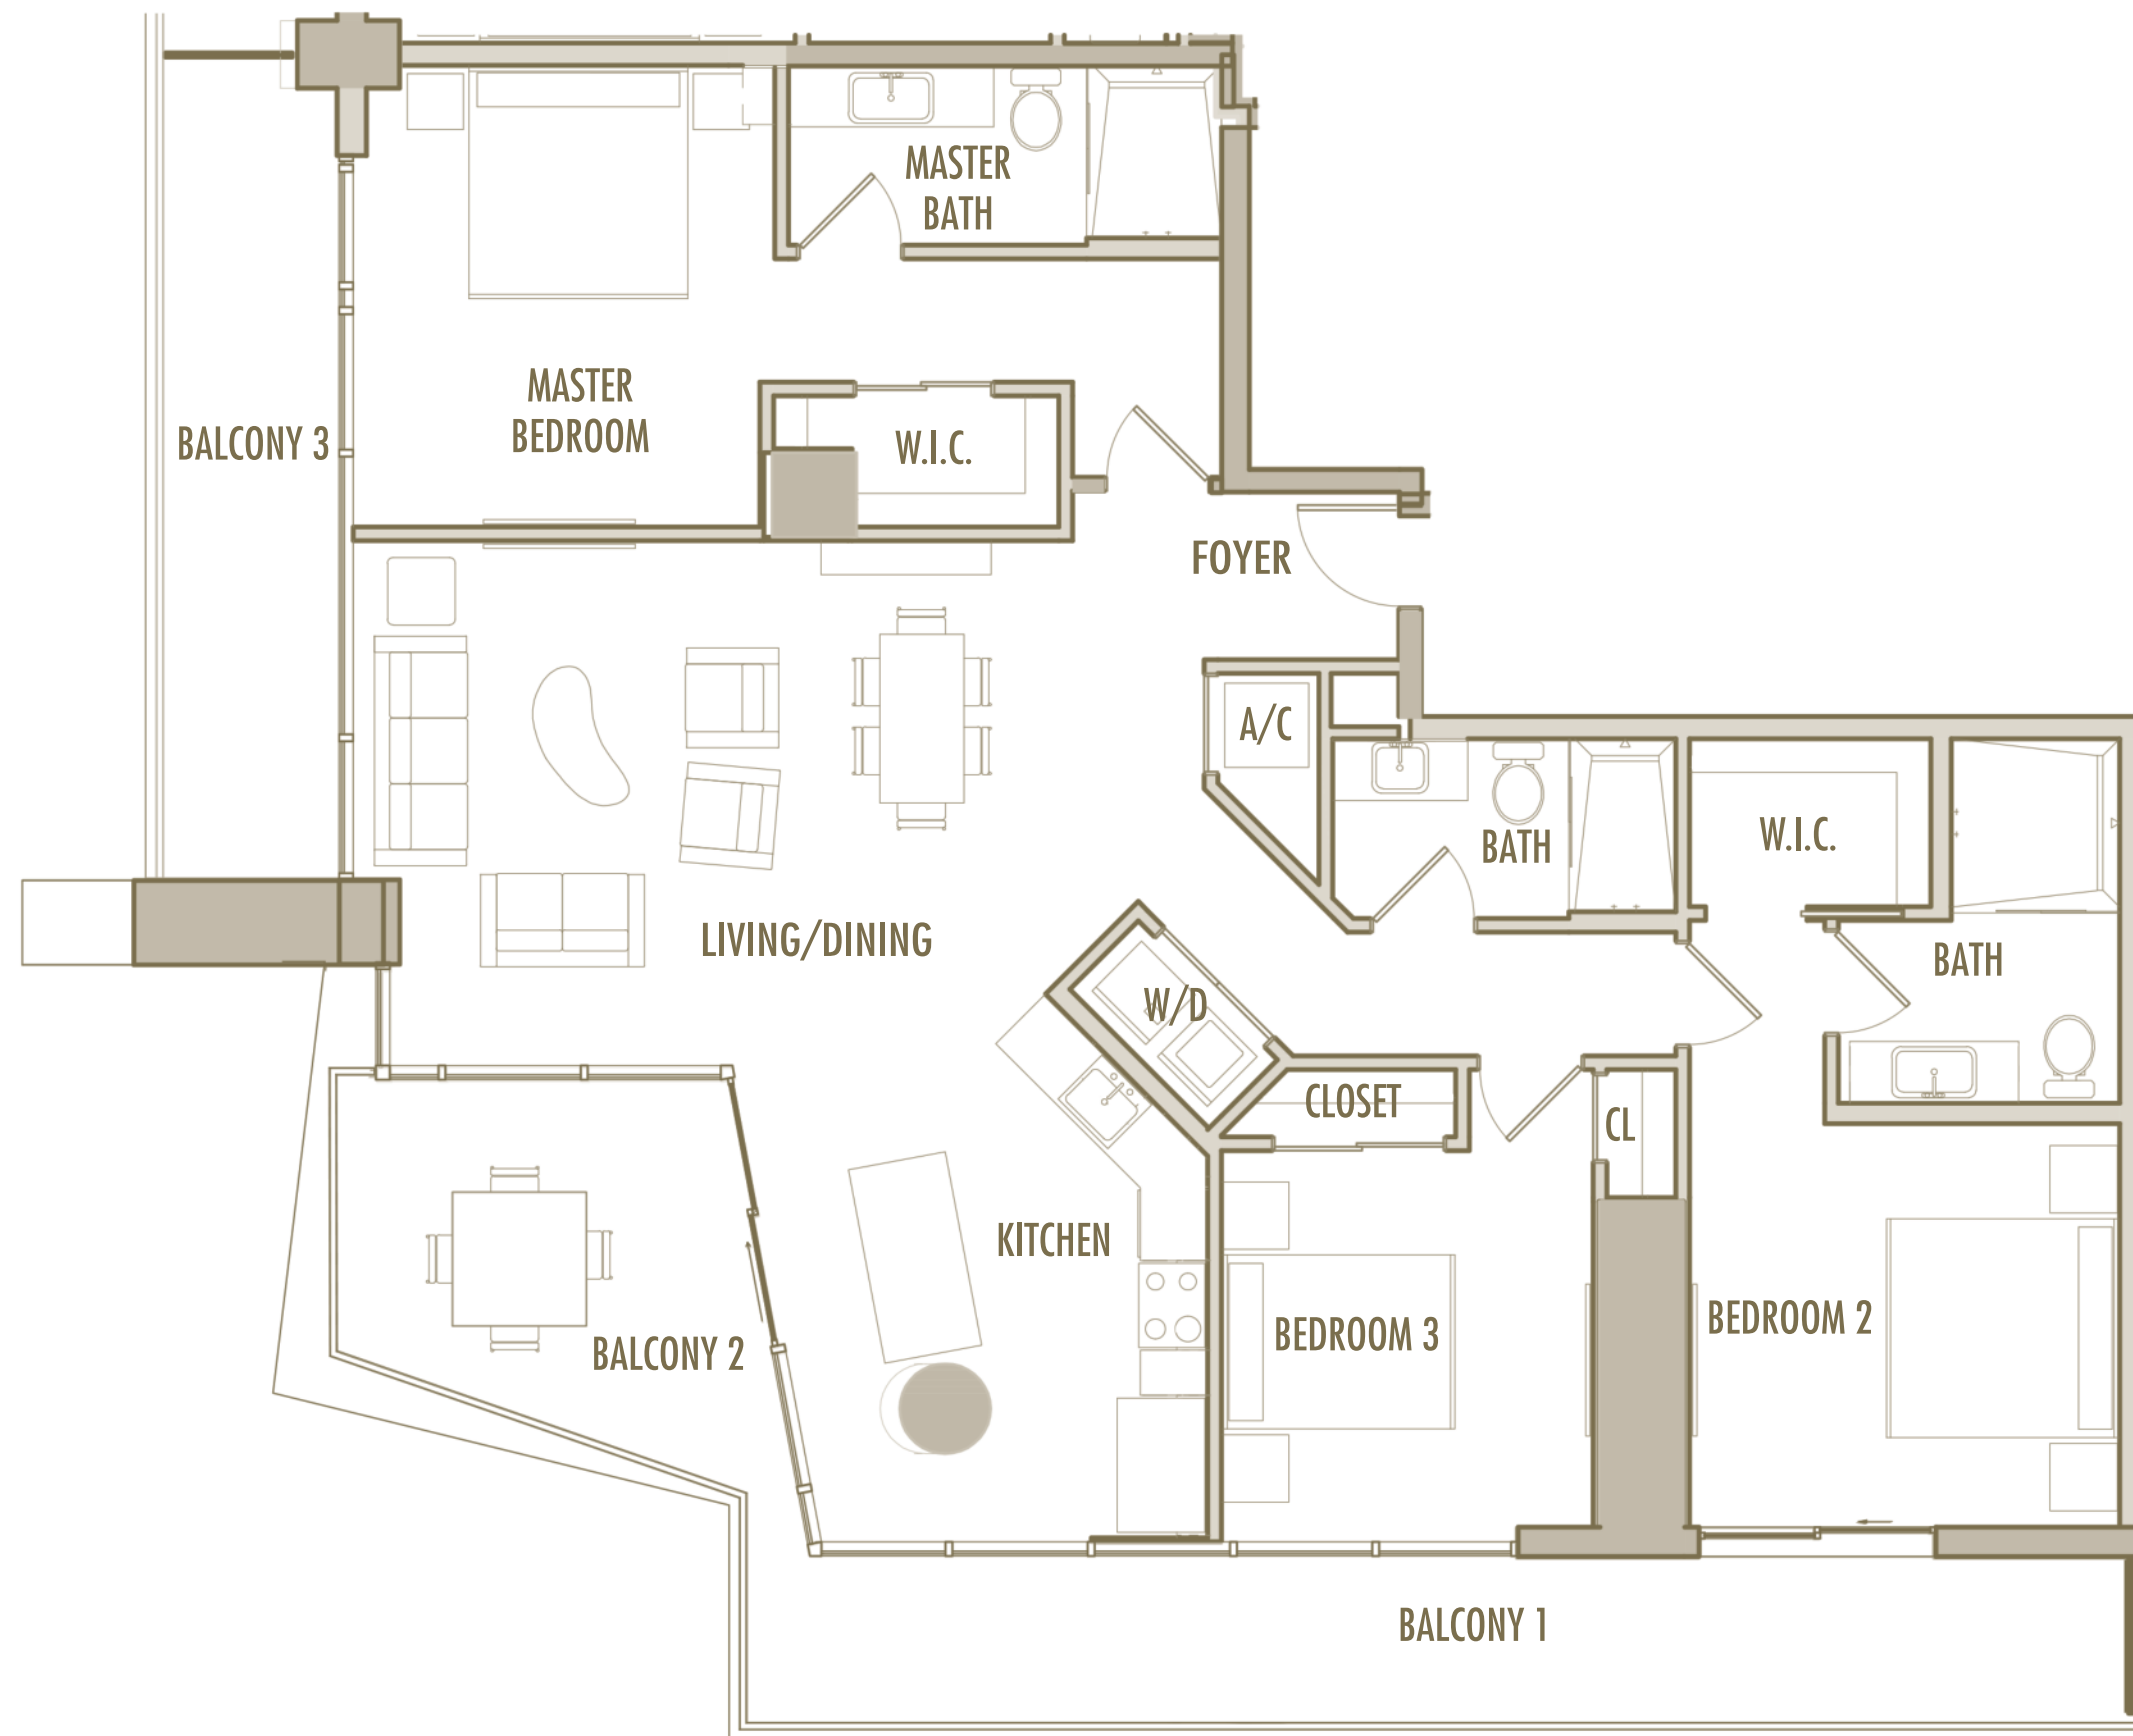 MASTER
BATH
MASTER
BEDROOM
BALCONY 3
W.I.C.
FOYER
A/C
BATH
W.I.C.
LIVING/DINING
BATH
W/D
CLOSET
CL
KITCHEN
BEDROOM 3
BEDROOM 2
BALCONY 2
BALCONY 1